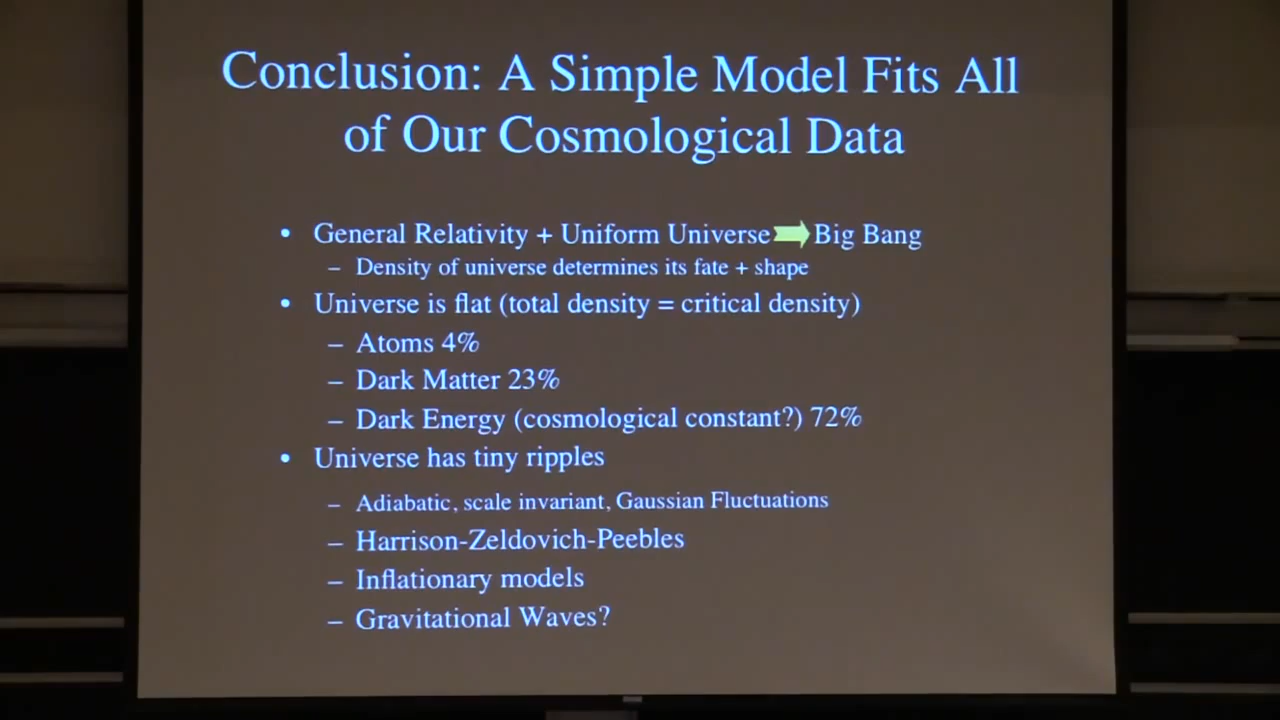 Conclusion: A Simple Model Fits All
of Our Cosmological Data
• General Relativity + Uniform Universe ➡ Big Bang
– Density of universe determines its fate + shape
• Universe is flat (total density = critical density)
– Atoms 4%
– Dark Matter 23%
– Dark Energy (cosmological constant?) 72%
• Universe has tiny ripples
– Adiabatic, scale invariant, Gaussian Fluctuations
– Harrison-Zeldovich-Peebles
– Inflationary models
– Gravitational Waves?